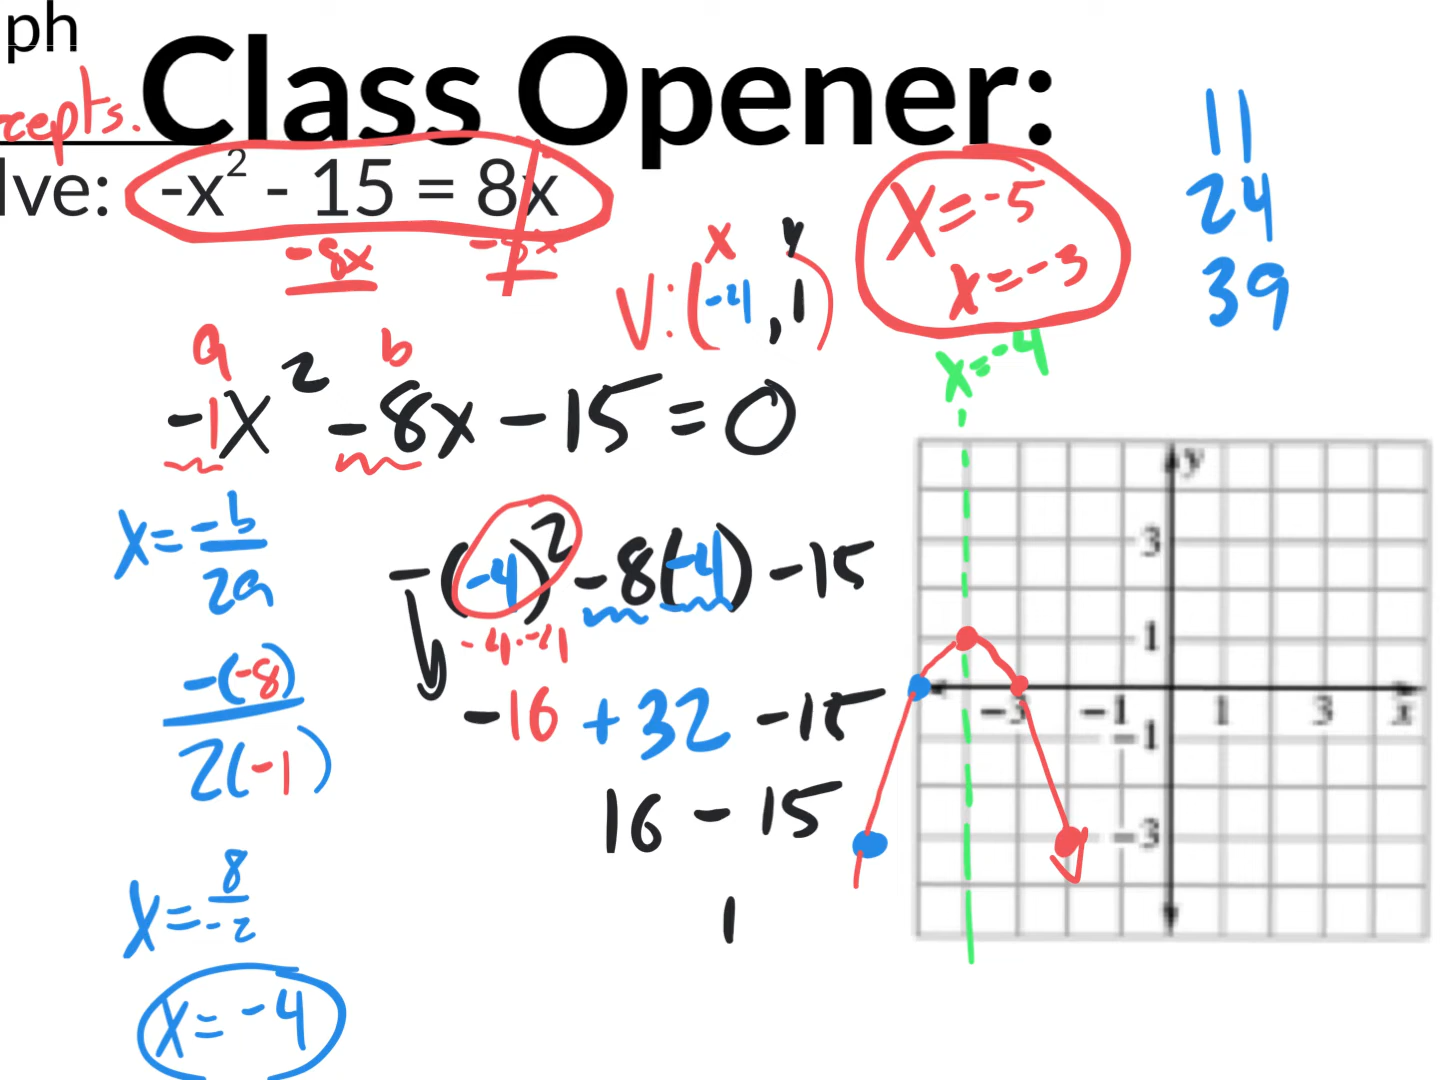 ph
Class Opener:
cepts.
lve: -x² - 15 = 8x
-8x -8x
X=-5
x=-3
11
24
39
x y
V:(-4,1)
x=-4
a b
-1x² -8x -15=0
x=-b/2a
-(-4)² -8(-4) -15
-4·-4
-(-8)/2(-1)
-16 +32 -15
16 - 15
1
x=8/-2
x=-4
y
3
1
-3 -1 1 3 x
-1
-3